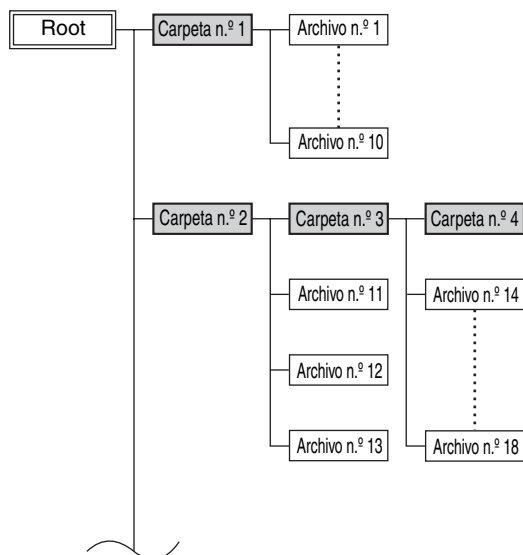 Root
Carpeta n.º 1
Archivo n.º 1
Archivo n.º 10
Carpeta n.º 2
Carpeta n.º 3
Carpeta n.º 4
Archivo n.º 11
Archivo n.º 14
Archivo n.º 12
Archivo n.º 13
Archivo n.º 18